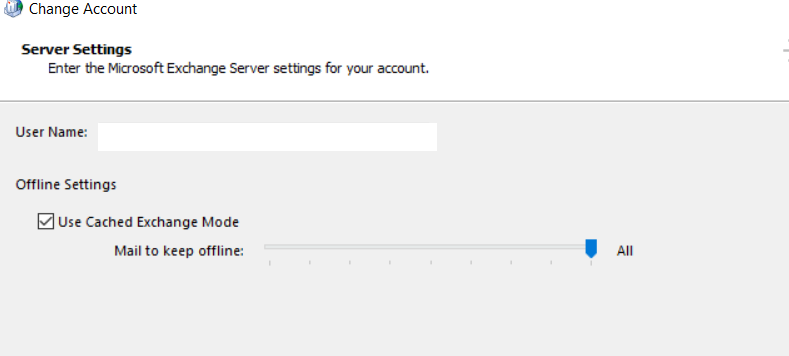 Change Account
Server Settings
Enter the Microsoft Exchange Server settings for your account.
User Name:
Offline Settings
Use Cached Exchange Mode
Mail to keep offline: All